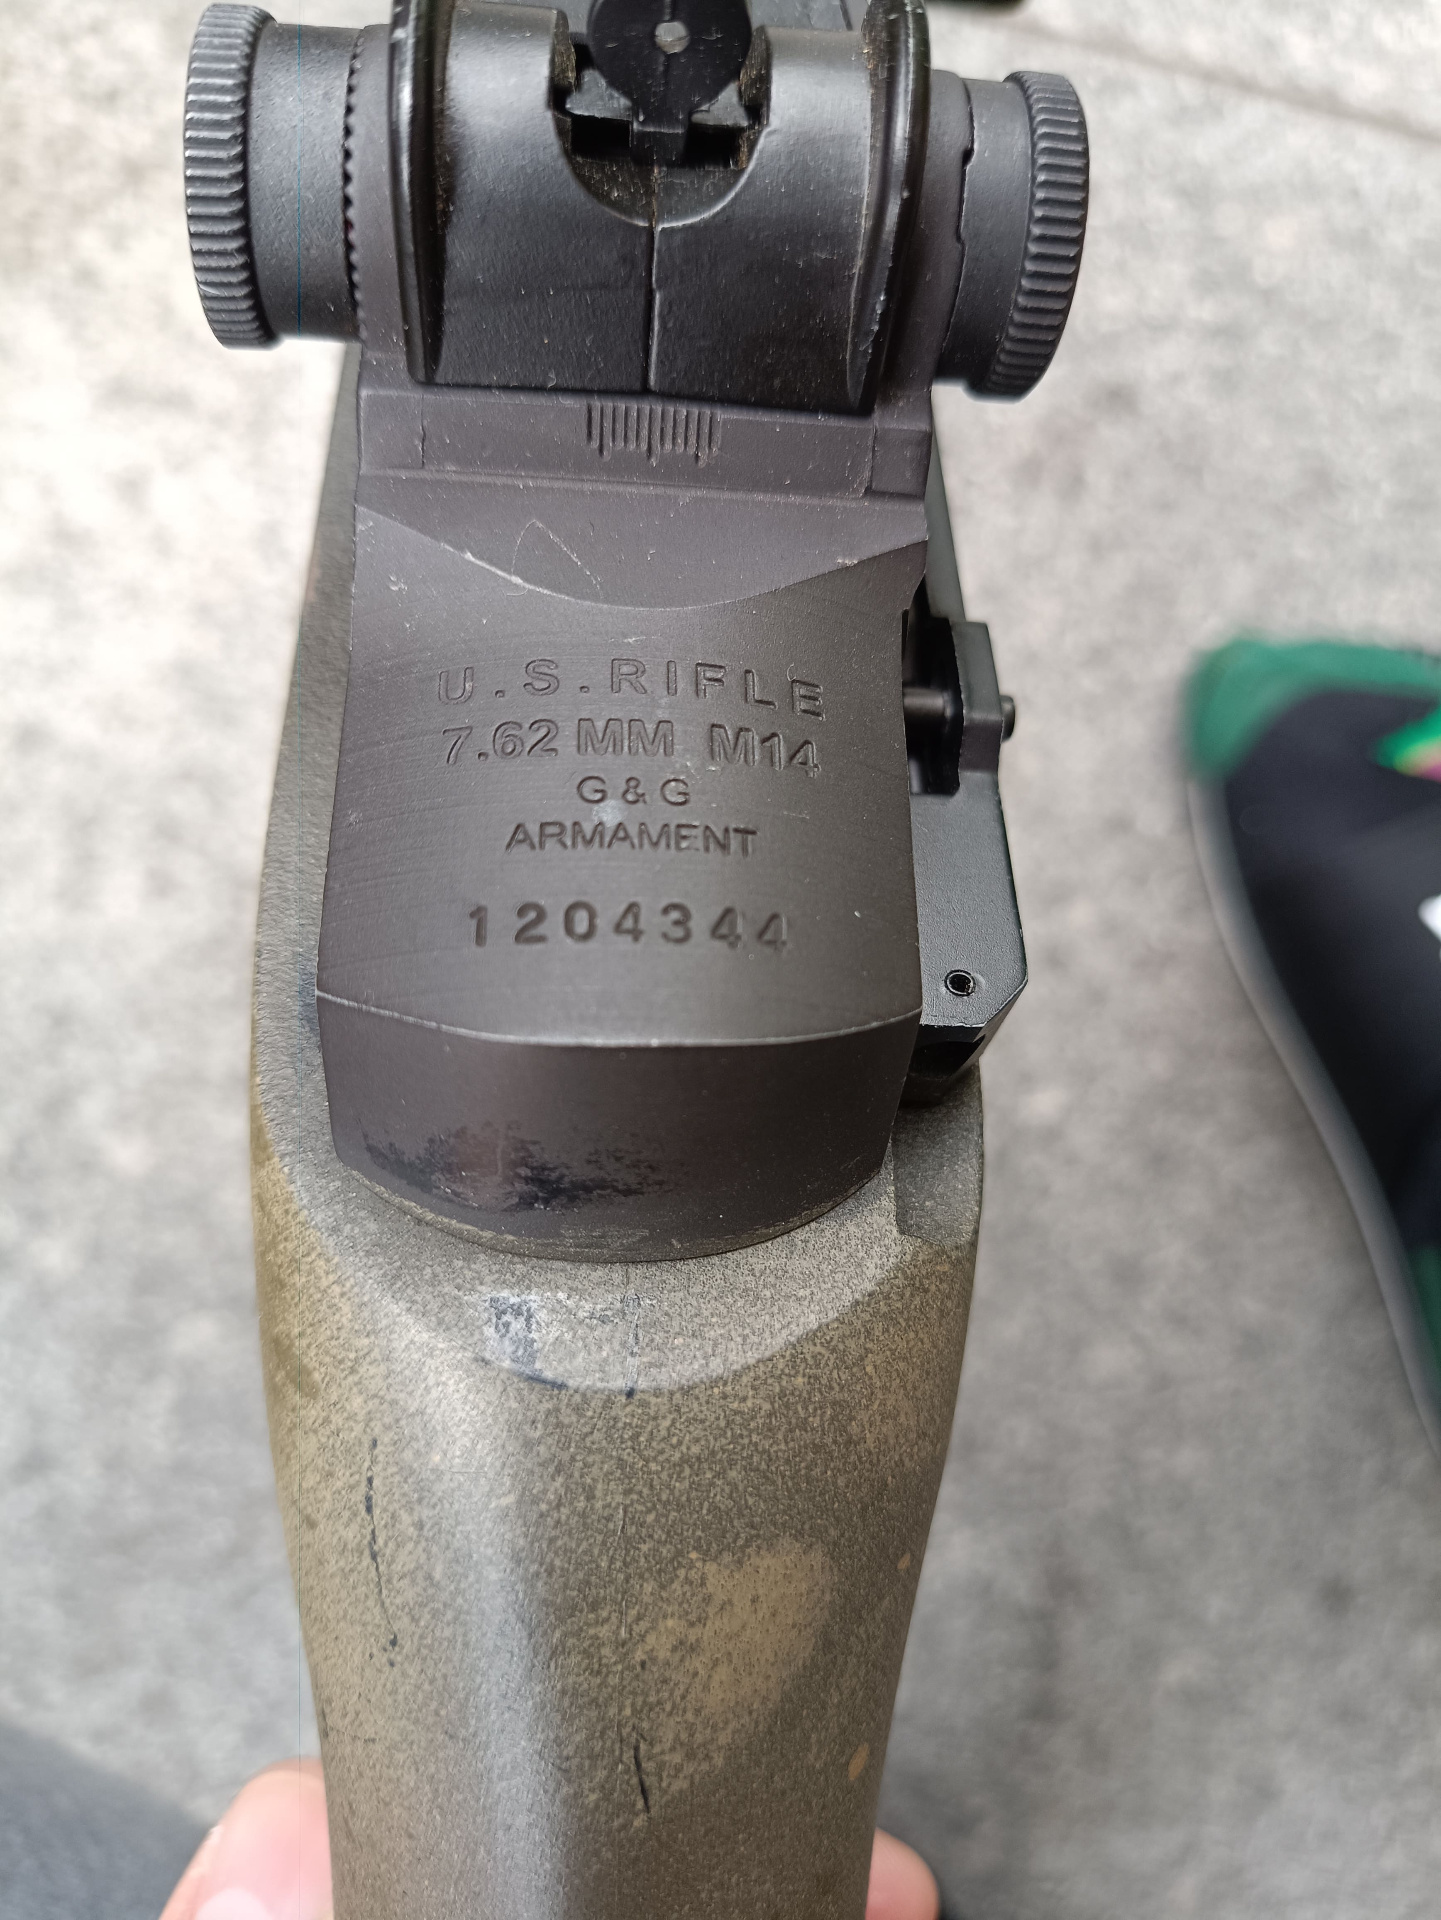 U.S.RIFLE
7.62 MM M14
G & G
ARMAMENT
1204344